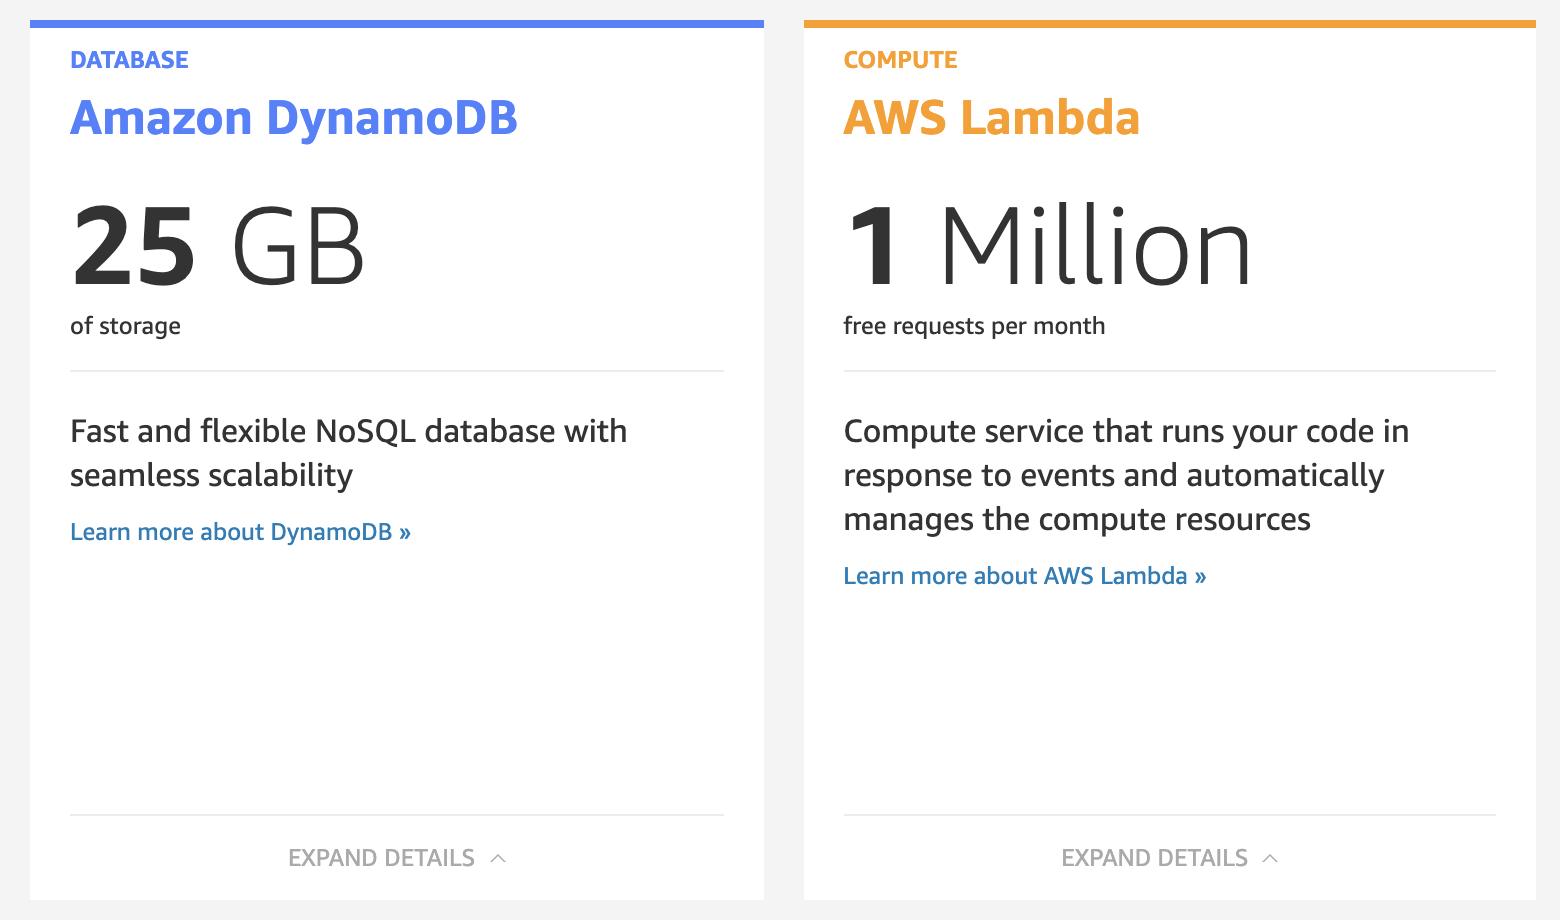 DATABASE
Amazon DynamoDB
25 GB
of storage
Fast and flexible NoSQL database with
seamless scalability
Learn more about DynamoDB »
EXPAND DETAILS
COMPUTE
AWS Lambda
1 Million
free requests per month
Compute service that runs your code in
response to events and automatically
manages the compute resources
Learn more about AWS Lambda »
EXPAND DETAILS